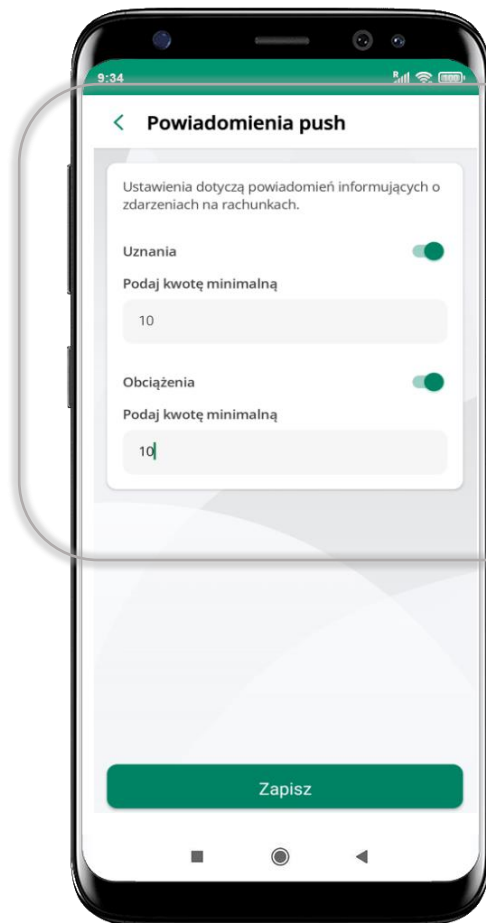 9:34
Powiadomienia push
Ustawienia dotyczą powiadomień informujących o
zdarzeniach na rachunkach.
Uznania
Podaj kwotę minimalną
10
Obciążenia
Podaj kwotę minimalną
10
Zapisz